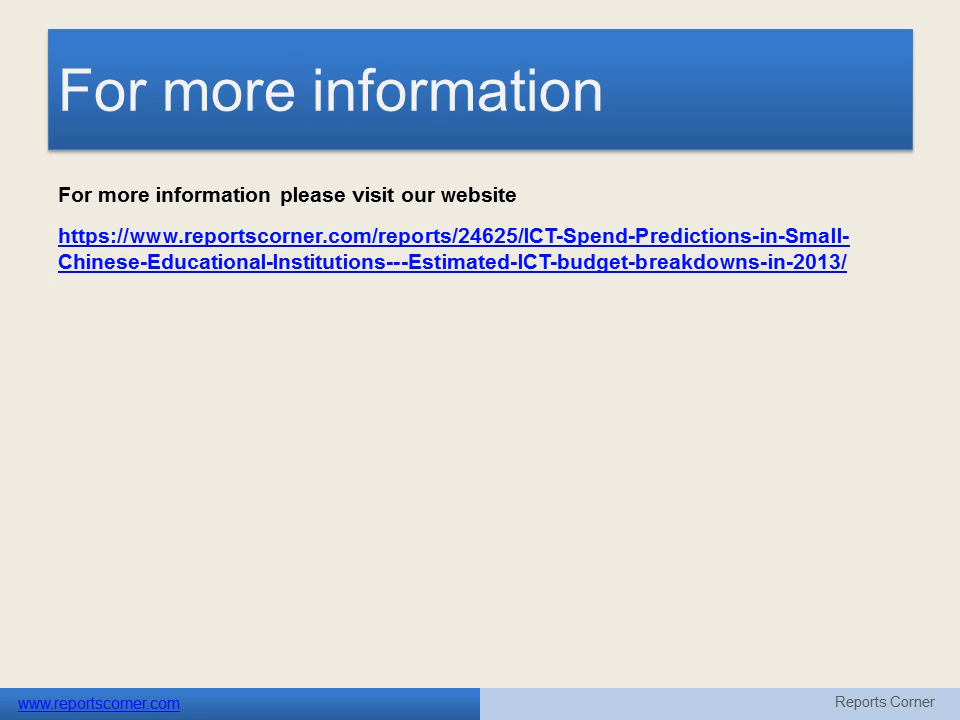 For more information
For more information please visit our website
https://www.reportscorner.com/reports/24625/ICT-Spend-Predictions-in-Small-
Chinese-Educational-Institutions---Estimated-ICT-budget-breakdowns-in-2013/
www.reportscorner.com
Reports Corner